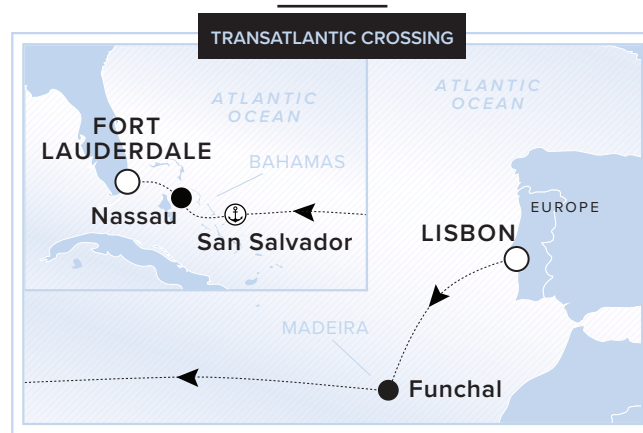 TRANSATLANTIC CROSSING
ATLANTIC
OCEAN
FORT
LAUDERDALE
BAHAMAS
Nassau
San Salvador
ATLANTIC
OCEAN
EUROPE
LISBON
MADEIRA
Funchal